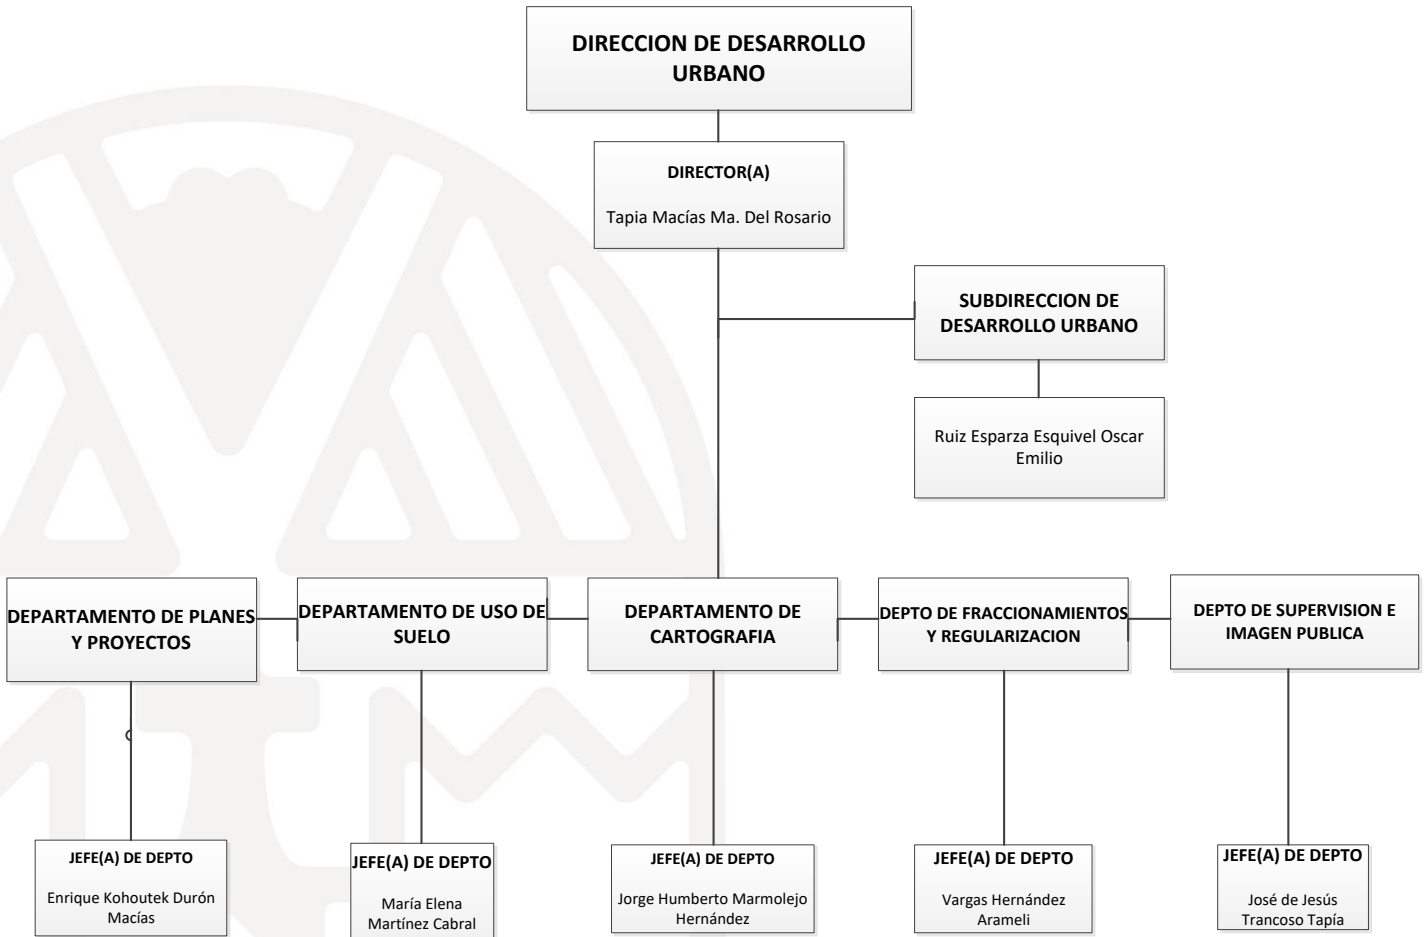 DIRECCION DE DESARROLLO
URBANO
DIRECTOR(A)
Tapia Macías Ma. Del Rosario
SUBDIRECCION DE
DESARROLLO URBANO
Ruiz Esparza Esquivel Oscar
Emilio
DEPARTAMENTO DE PLANES
Y PROYECTOS
DEPARTAMENTO DE USO DE
SUELO
DEPARTAMENTO DE
CARTOGRAFIA
DEPTO DE FRACCIONAMIENTOS
Y REGULARIZACION
DEPTO DE SUPERVISION E
IMAGEN PUBLICA
JEFE(A) DE DEPTO
Enrique Kohoutek Durón
Macías
JEFE(A) DE DEPTO
María Elena
Martínez Cabral
JEFE(A) DE DEPTO
Jorge Humberto Marmolejo
Hernández
JEFE(A) DE DEPTO
Vargas Hernández
Arameli
JEFE(A) DE DEPTO
José de Jesús
Trancoso Tapía